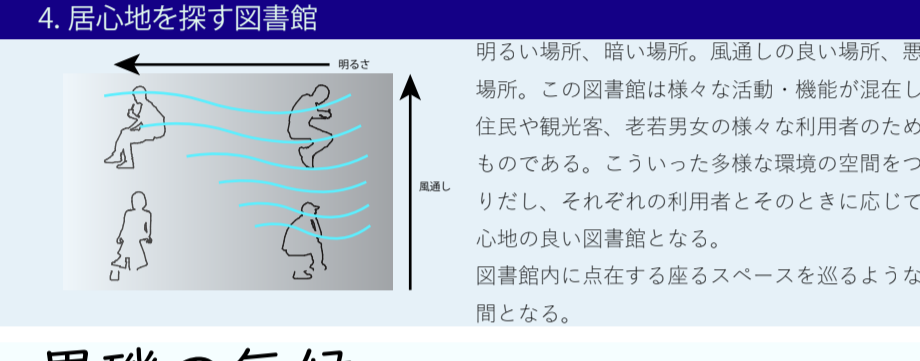 4. 居心地を探す図書館
明るさ
風通し
明るい場所、暗い場所。風通しの良い場所、悪
場所。この図書館は様々な活動・機能が混在し
住民や観光客、老若男女の様々な利用者のため
ものである。こういった多様な環境の空間をつ
りだし、それぞれの利用者とそのときに応じて
心地の良い図書館となる。
図書館内に点在する座るスペースを巡るような
間となる。